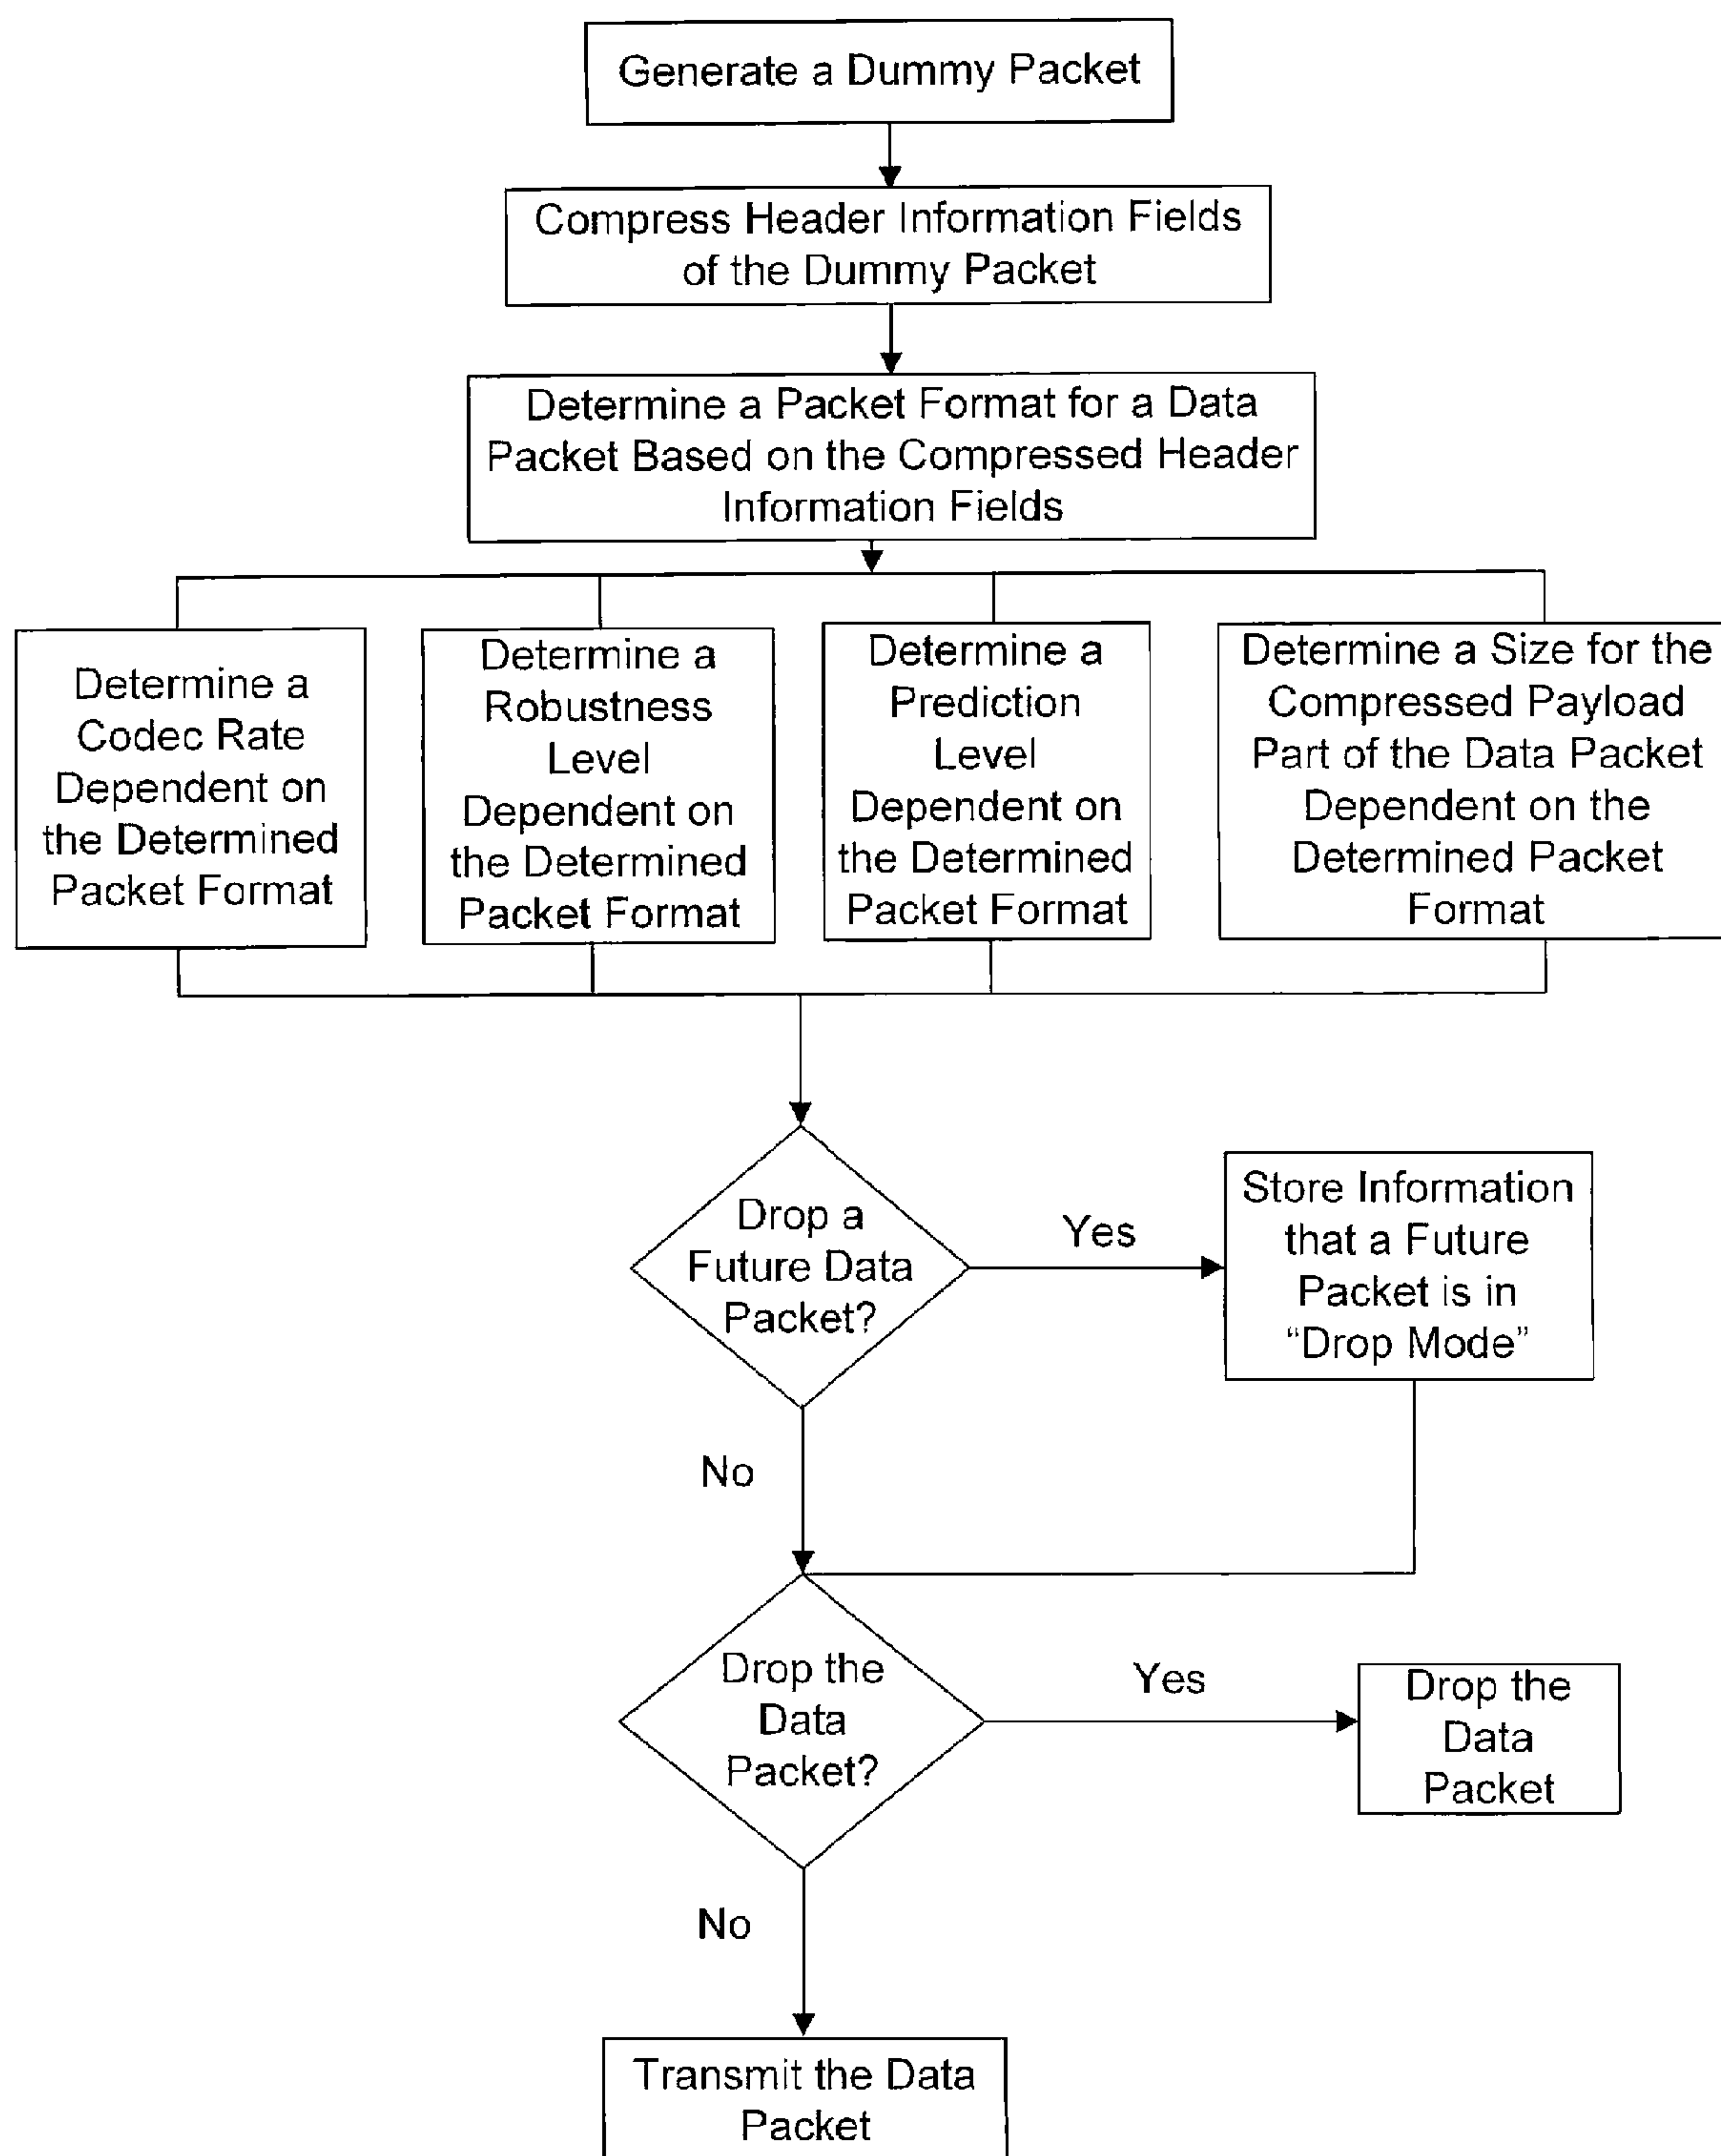 Generate a Dummy Packet
Compress Header Information Fields
of the Dummy Packet
Determine a Packet Format for a Data
Packet Based on the Compressed Header
Information Fields
Determine a
Codec Rate
Dependent on
the Determined
Packet Format
Determine a
Robustness
Level
Dependent on
the Determined
Packet Format
Determine a
Prediction
Level
Dependent on
the Determined
Packet Format
Determine a Size for the
Compressed Payload
Part of the Data Packet
Dependent on the
Determined Packet
Format
Drop a
Future Data
Packet?
Yes
Store Information
that a Future
Packet is in
“Drop Mode”
No
Drop the
Data
Packet?
Yes
Drop the
Data
Packet
No
Transmit the Data
Packet